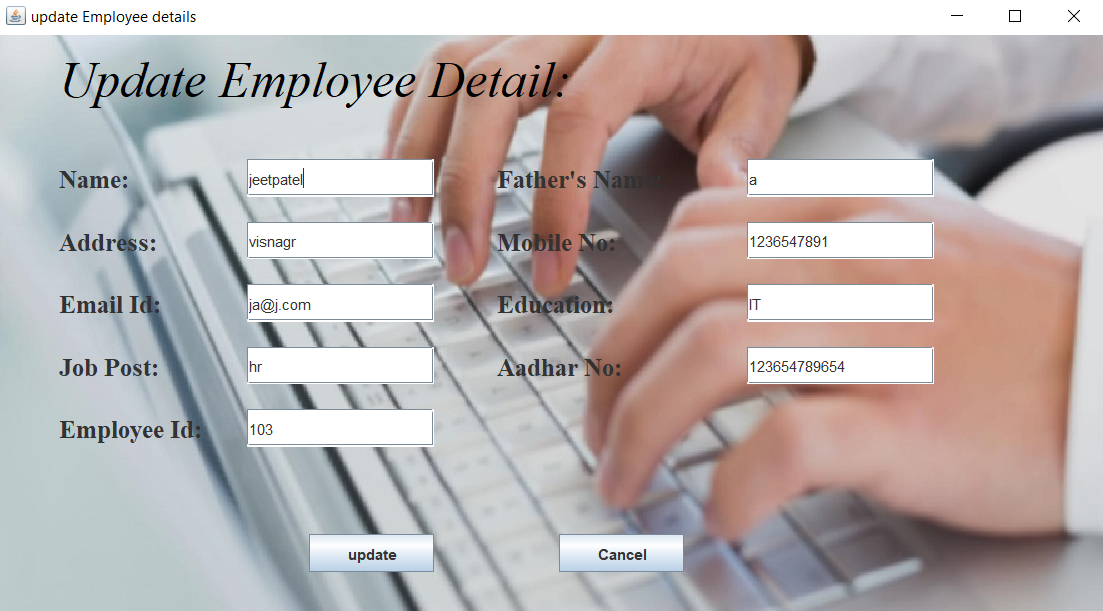 update Employee details
Update Employee Detail:
Name: jeetpatel Father's Name: a
Address: visnagr Mobile No: 1236547891
Email Id: ja@j.com Education: IT
Job Post: hr Aadhar No: 123654789654
Employee Id: 103
update Cancel